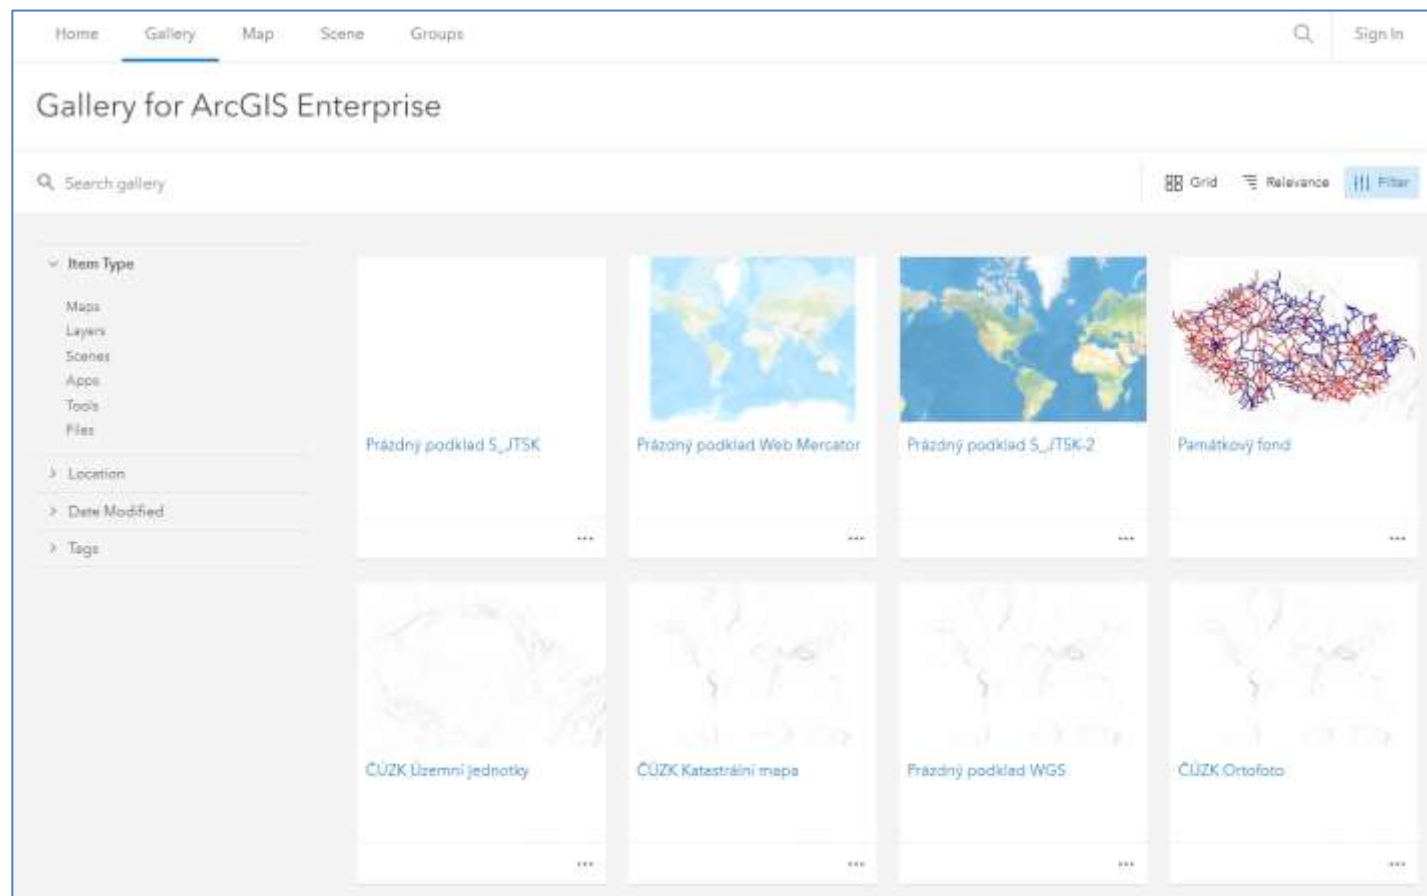 Home Gallery Map Scene Groups Sign In
Gallery for ArcGIS Enterprise
Search gallery Grid Relevance Filter
Item Type
Maps
Layers
Scenes
Apps
Tools
Files
Location
Date Modified
Tags
Prázdný podklad S_JTSK
Prázdný podklad Web Mercator
Prázdný podklad S_JTSK-2
Památkový fond
ČÚZK Územní jednotky
ČÚZK Katastrální mapa
Prázdný podklad WGS
ČÚZK Ortofoto